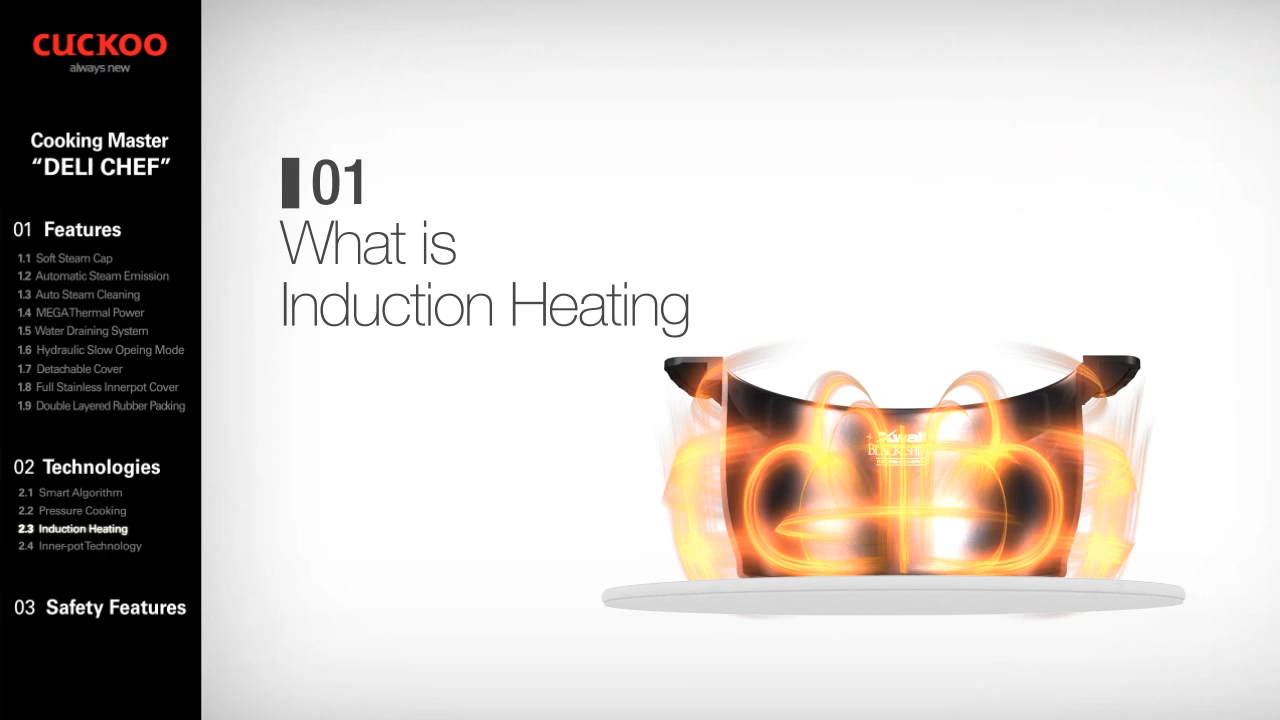 CUCKOO
always new
Cooking Master
“DELI CHEF”
01 Features
1.1 Soft Steam Cap
1.2 Automatic Steam Emission
1.3 Auto Steam Cleaning
1.4 MEGA Thermal Power
1.5 Water Draining System
1.6 Hydraulic Slow Opeing Mode
1.7 Detachable Cover
1.8 Full Stainless Innerpot Cover
1.9 Double Layered Rubber Packing
02 Technologies
2.1 Smart Algorithm
2.2 Pressure Cooking
2.3 Induction Heating
2.4 Inner-pot Technology
03 Safety Features
01
What is
Induction Heating
Xwall